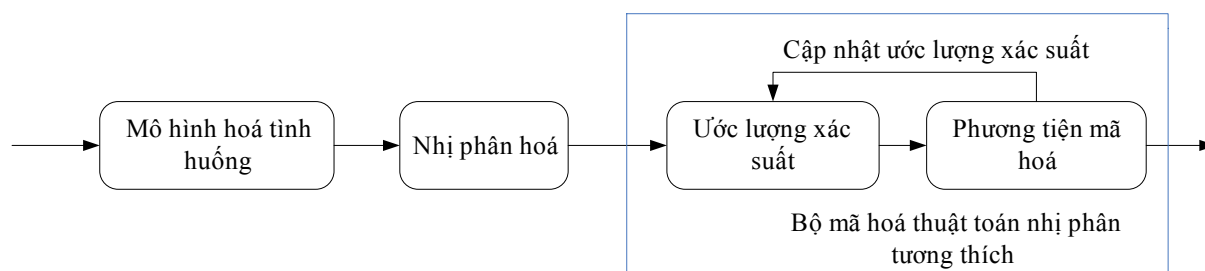 Cập nhật ước lượng xác suất
Mô hình hoá tình
huống
Nhị phân hoá
Ước lượng xác
suất
Phương tiện mã
hoá
Bộ mã hoá thuật toán nhị phân
tương thích